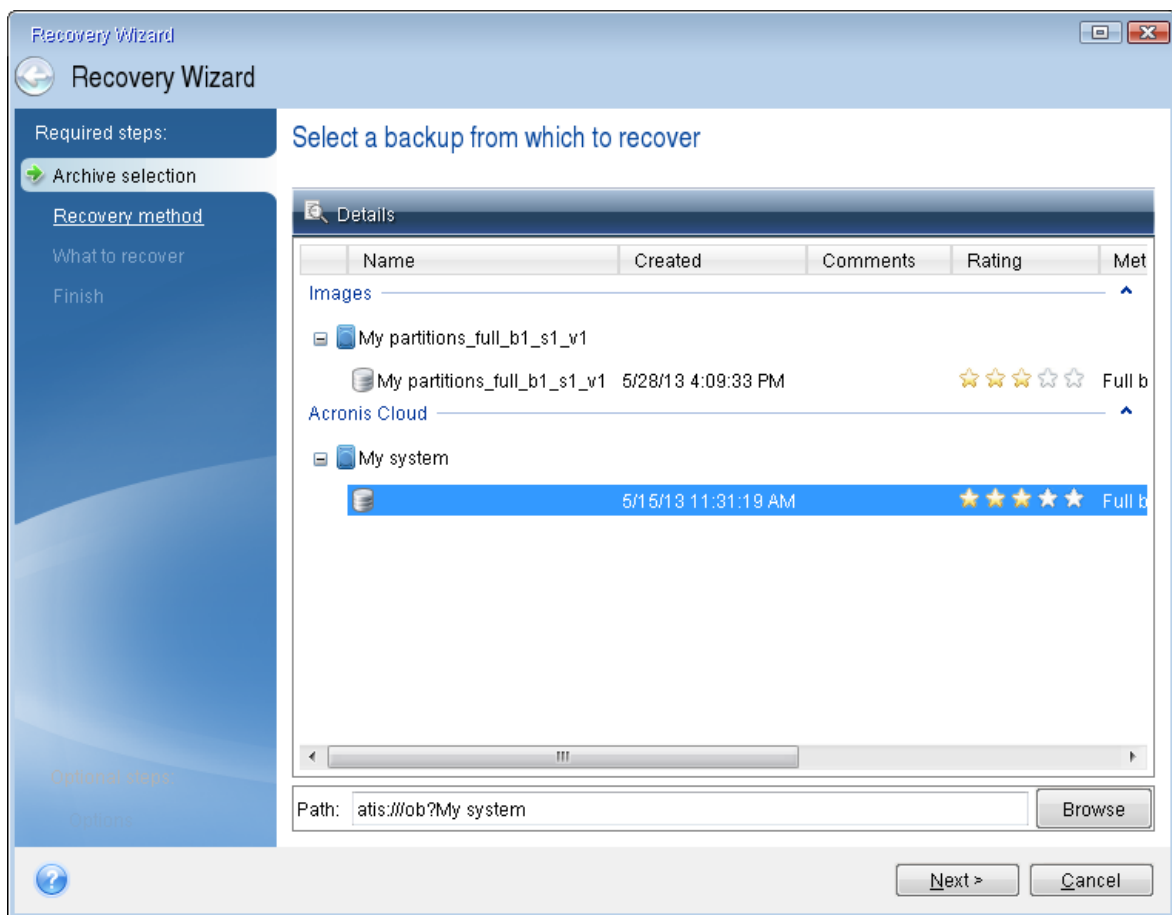 Recovery Wizard
Recovery Wizard
Required steps:
Archive selection
Recovery method
What to recover
Finish
Optional steps:
Options
Select a backup from which to recover
Details
Name Created Comments Rating Met
Images
My partitions_full_b1_s1_v1
My partitions_full_b1_s1_v1 5/28/13 4:09:33 PM Full b
Acronis Cloud
My system
5/15/13 11:31:19 AM Full b
Path: atis:///ob?My system Browse
Next > Cancel